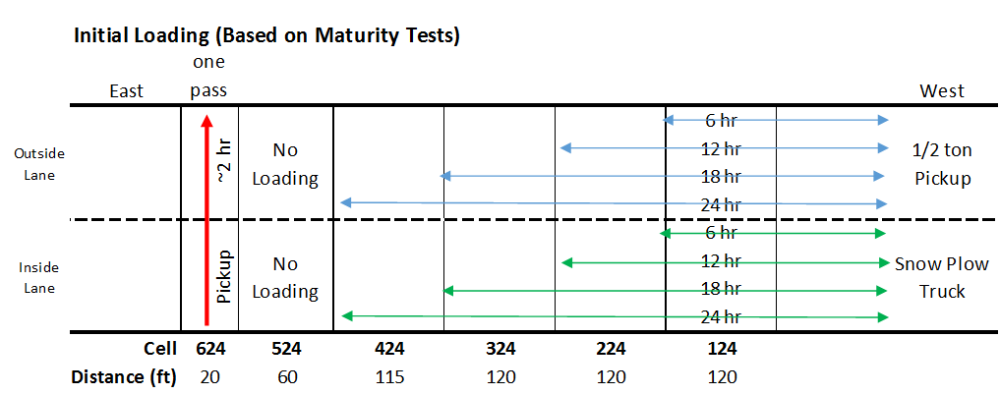 Initial Loading (Based on Maturity Tests)
one
pass
East
West
Outside
Lane
~2 hr
No
Loading
6 hr
12 hr
18 hr
24 hr
1/2 ton
Pickup
Inside
Lane
Pickup
No
Loading
6 hr
12 hr
18 hr
24 hr
Snow Plow
Truck
Cell 624 524 424 324 224 124
Distance (ft) 20 60 115 120 120 120